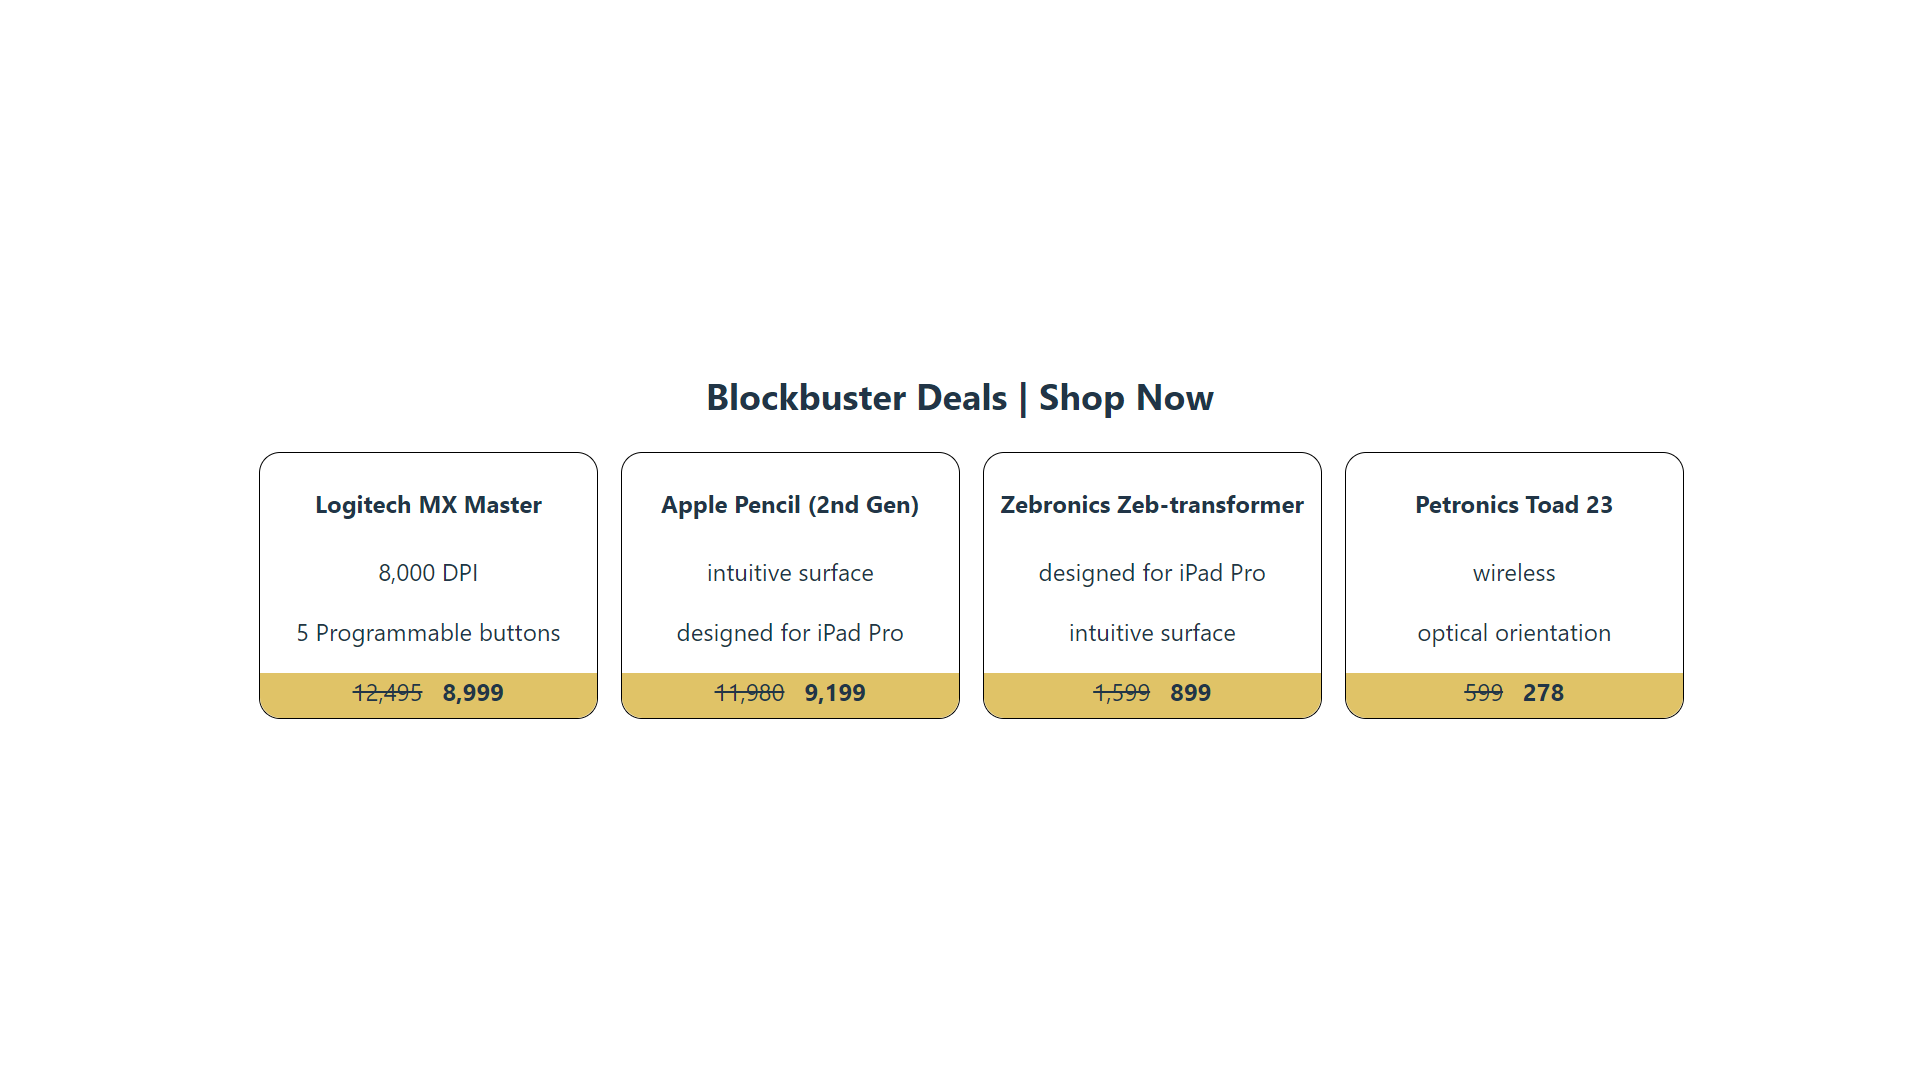 Blockbuster Deals | Shop Now
Logitech MX Master
8,000 DPI
5 Programmable buttons
12,495 8,999
Apple Pencil (2nd Gen)
intuitive surface
designed for iPad Pro
11,980 9,199
Zebronics Zeb-transformer
designed for iPad Pro
intuitive surface
1,599 899
Petronics Toad 23
wireless
optical orientation
599 278